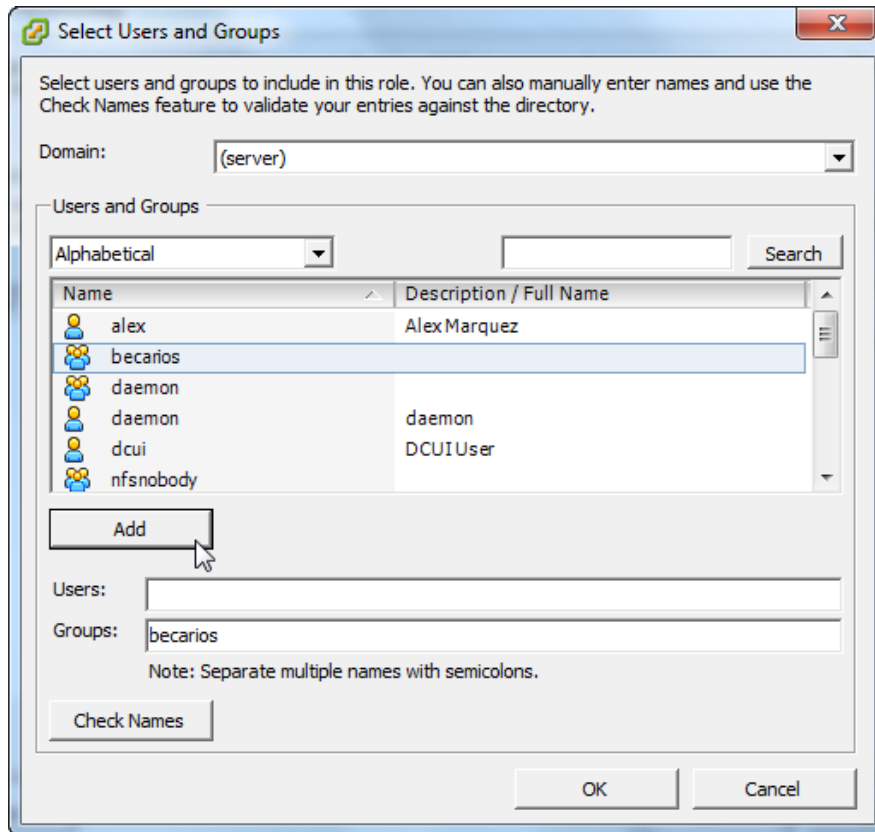 Select Users and Groups
Select users and groups to include in this role. You can also manually enter names and use the
Check Names feature to validate your entries against the directory.
Domain: (server)
Users and Groups
Alphabetical Search
Name Description / Full Name
alex Alex Marquez
becarios
daemon
daemon daemon
dcui DCUI User
nfsnobody
Add
Users:
Groups: becarios
Note: Separate multiple names with semicolons.
Check Names
OK Cancel